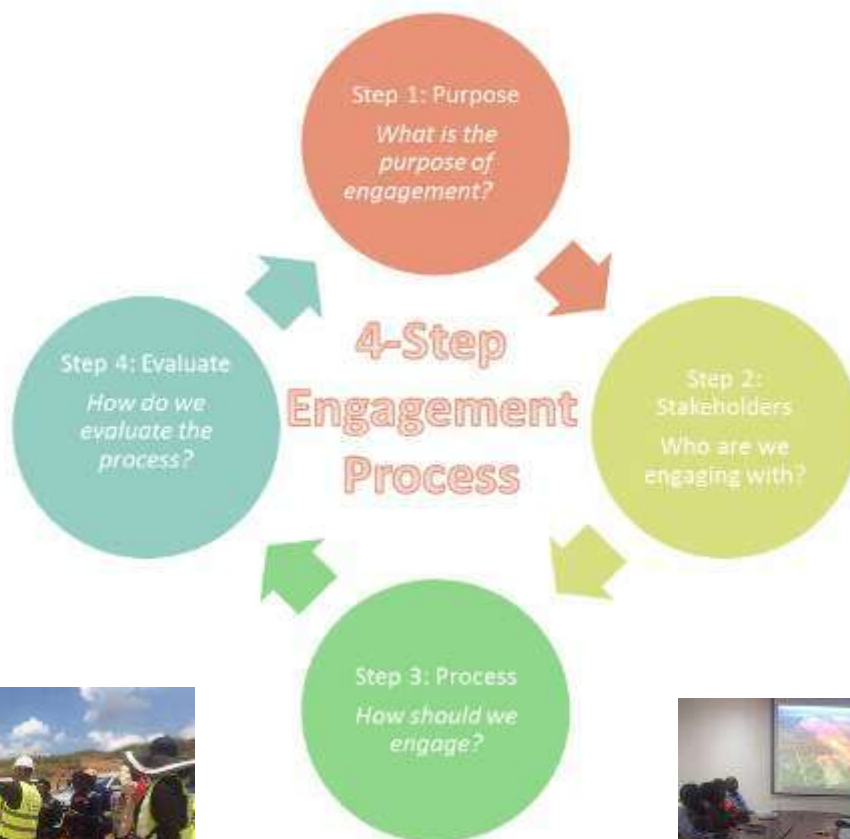 Step 1: Purpose
What is the
purpose of
engagement?
4-Step
Engagement
Process
Step 2:
Stakeholders
Who are we
engaging with?
Step 3: Process
How should we
engage?
Step 4: Evaluate
How do we
evaluate the
process?